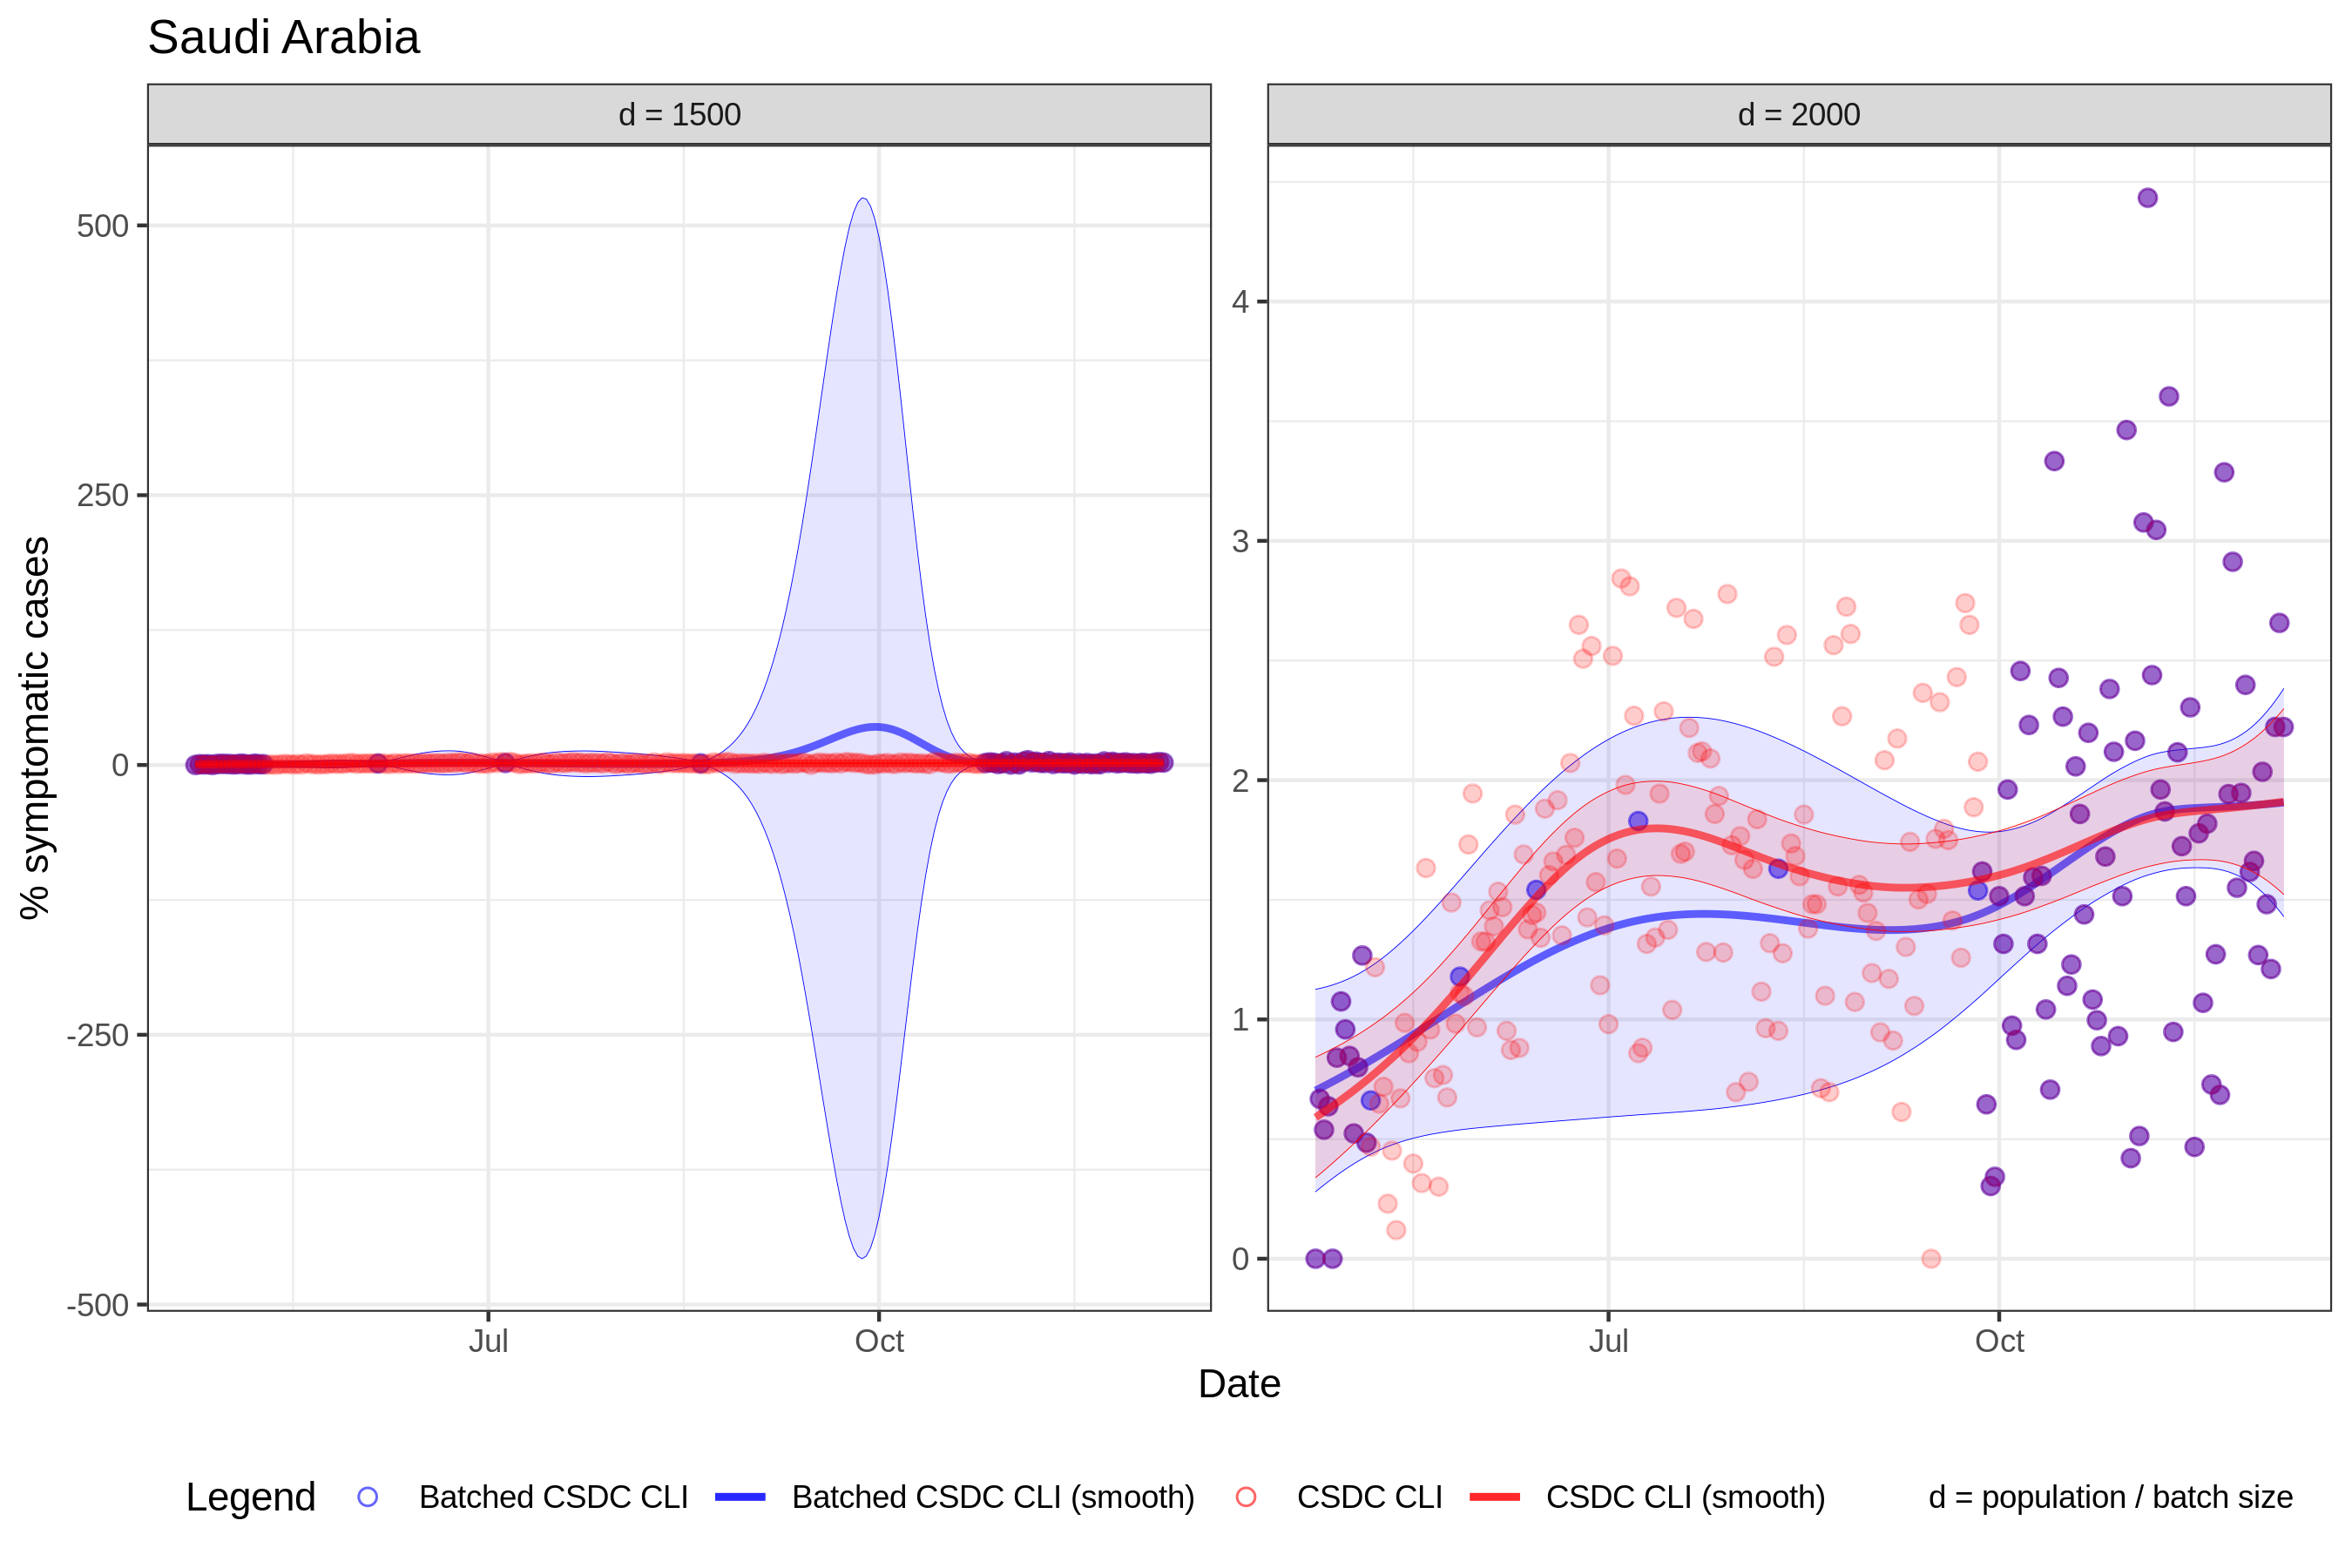 Saudi Arabia
d = 1500
d = 2000
% symptomatic cases
500
250
0
-250
-500
4
3
2
1
0
Jul
Oct
Jul
Oct
Date
Legend
Batched CSDC CLI
Batched CSDC CLI (smooth)
CSDC CLI
CSDC CLI (smooth)
d = population / batch size